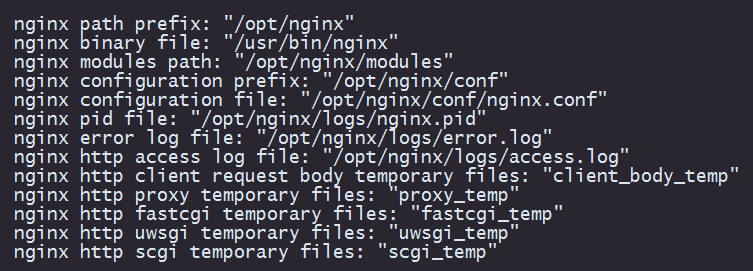 nginx path prefix: "/opt/nginx"
nginx binary file: "/usr/bin/nginx"
nginx modules path: "/opt/nginx/modules"
nginx configuration prefix: "/opt/nginx/conf"
nginx configuration file: "/opt/nginx/conf/nginx.conf"
nginx pid file: "/opt/nginx/logs/nginx.pid"
nginx error log file: "/opt/nginx/logs/error.log"
nginx http access log file: "/opt/nginx/logs/access.log"
nginx http client request body temporary files: "client_body_temp"
nginx http proxy temporary files: "proxy_temp"
nginx http fastcgi temporary files: "fastcgi_temp"
nginx http uwsgi temporary files: "uwsgi_temp"
nginx http scgi temporary files: "scgi_temp"